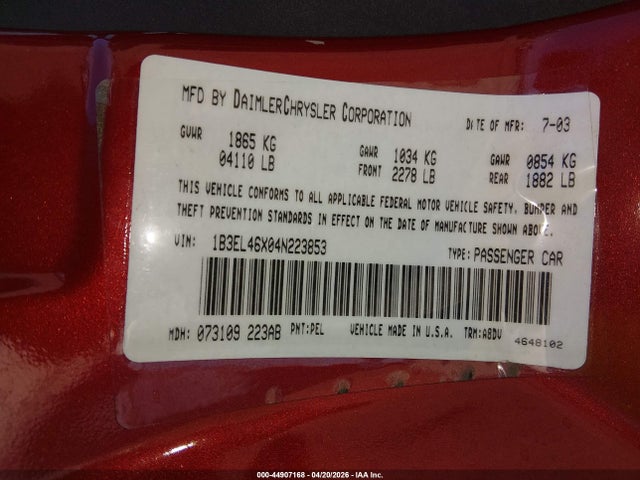 MFD BY DAIMLERCHRYSLER CORPORATION
DATE OF MFR: 7-03
GVWR 1865 KG
04110 LB
GAWR 1034 KG
FRONT 2278 LB
GAWR 0854 KG
REAR 1882 LB
THIS VEHICLE CONFORMS TO ALL APPLICABLE FEDERAL MOTOR VEHICLE SAFETY, BUMPER AND
THEFT PREVENTION STANDARDS IN EFFECT ON THE DATE OF MANUFACTURE SHOWN ABOVE.
VIN: 1B3EL46X04N223853
TYPE: PASSENGER CAR
MDH: 073109 223AB PNT:PEL VEHICLE MADE IN U.S.A. TRM:A8DV
4648102
000-44907168 - 04/20/2026 - IAA Inc.